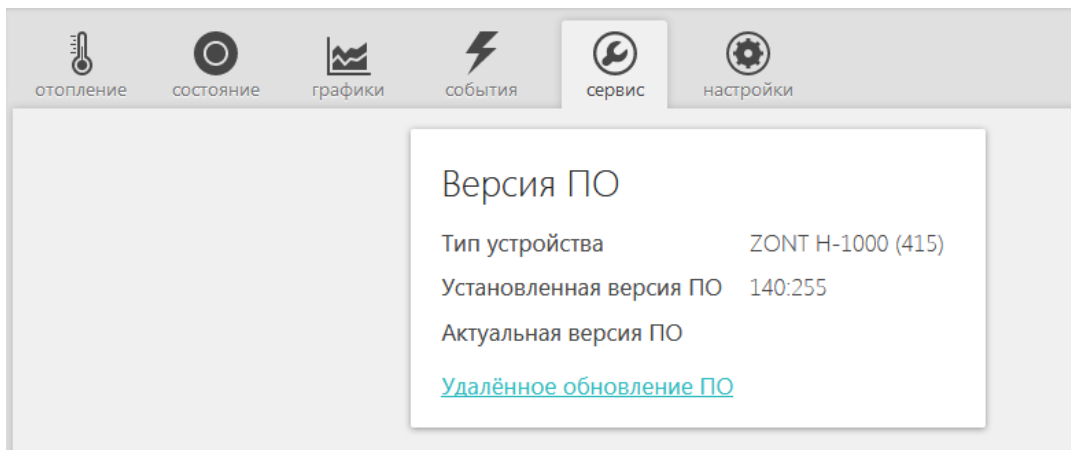 отопление состояние графики события сервис настройки
Версия ПО
Тип устройства ZONT H-1000 (415)
Установленная версия ПО 140:255
Актуальная версия ПО
Удалённое обновление ПО